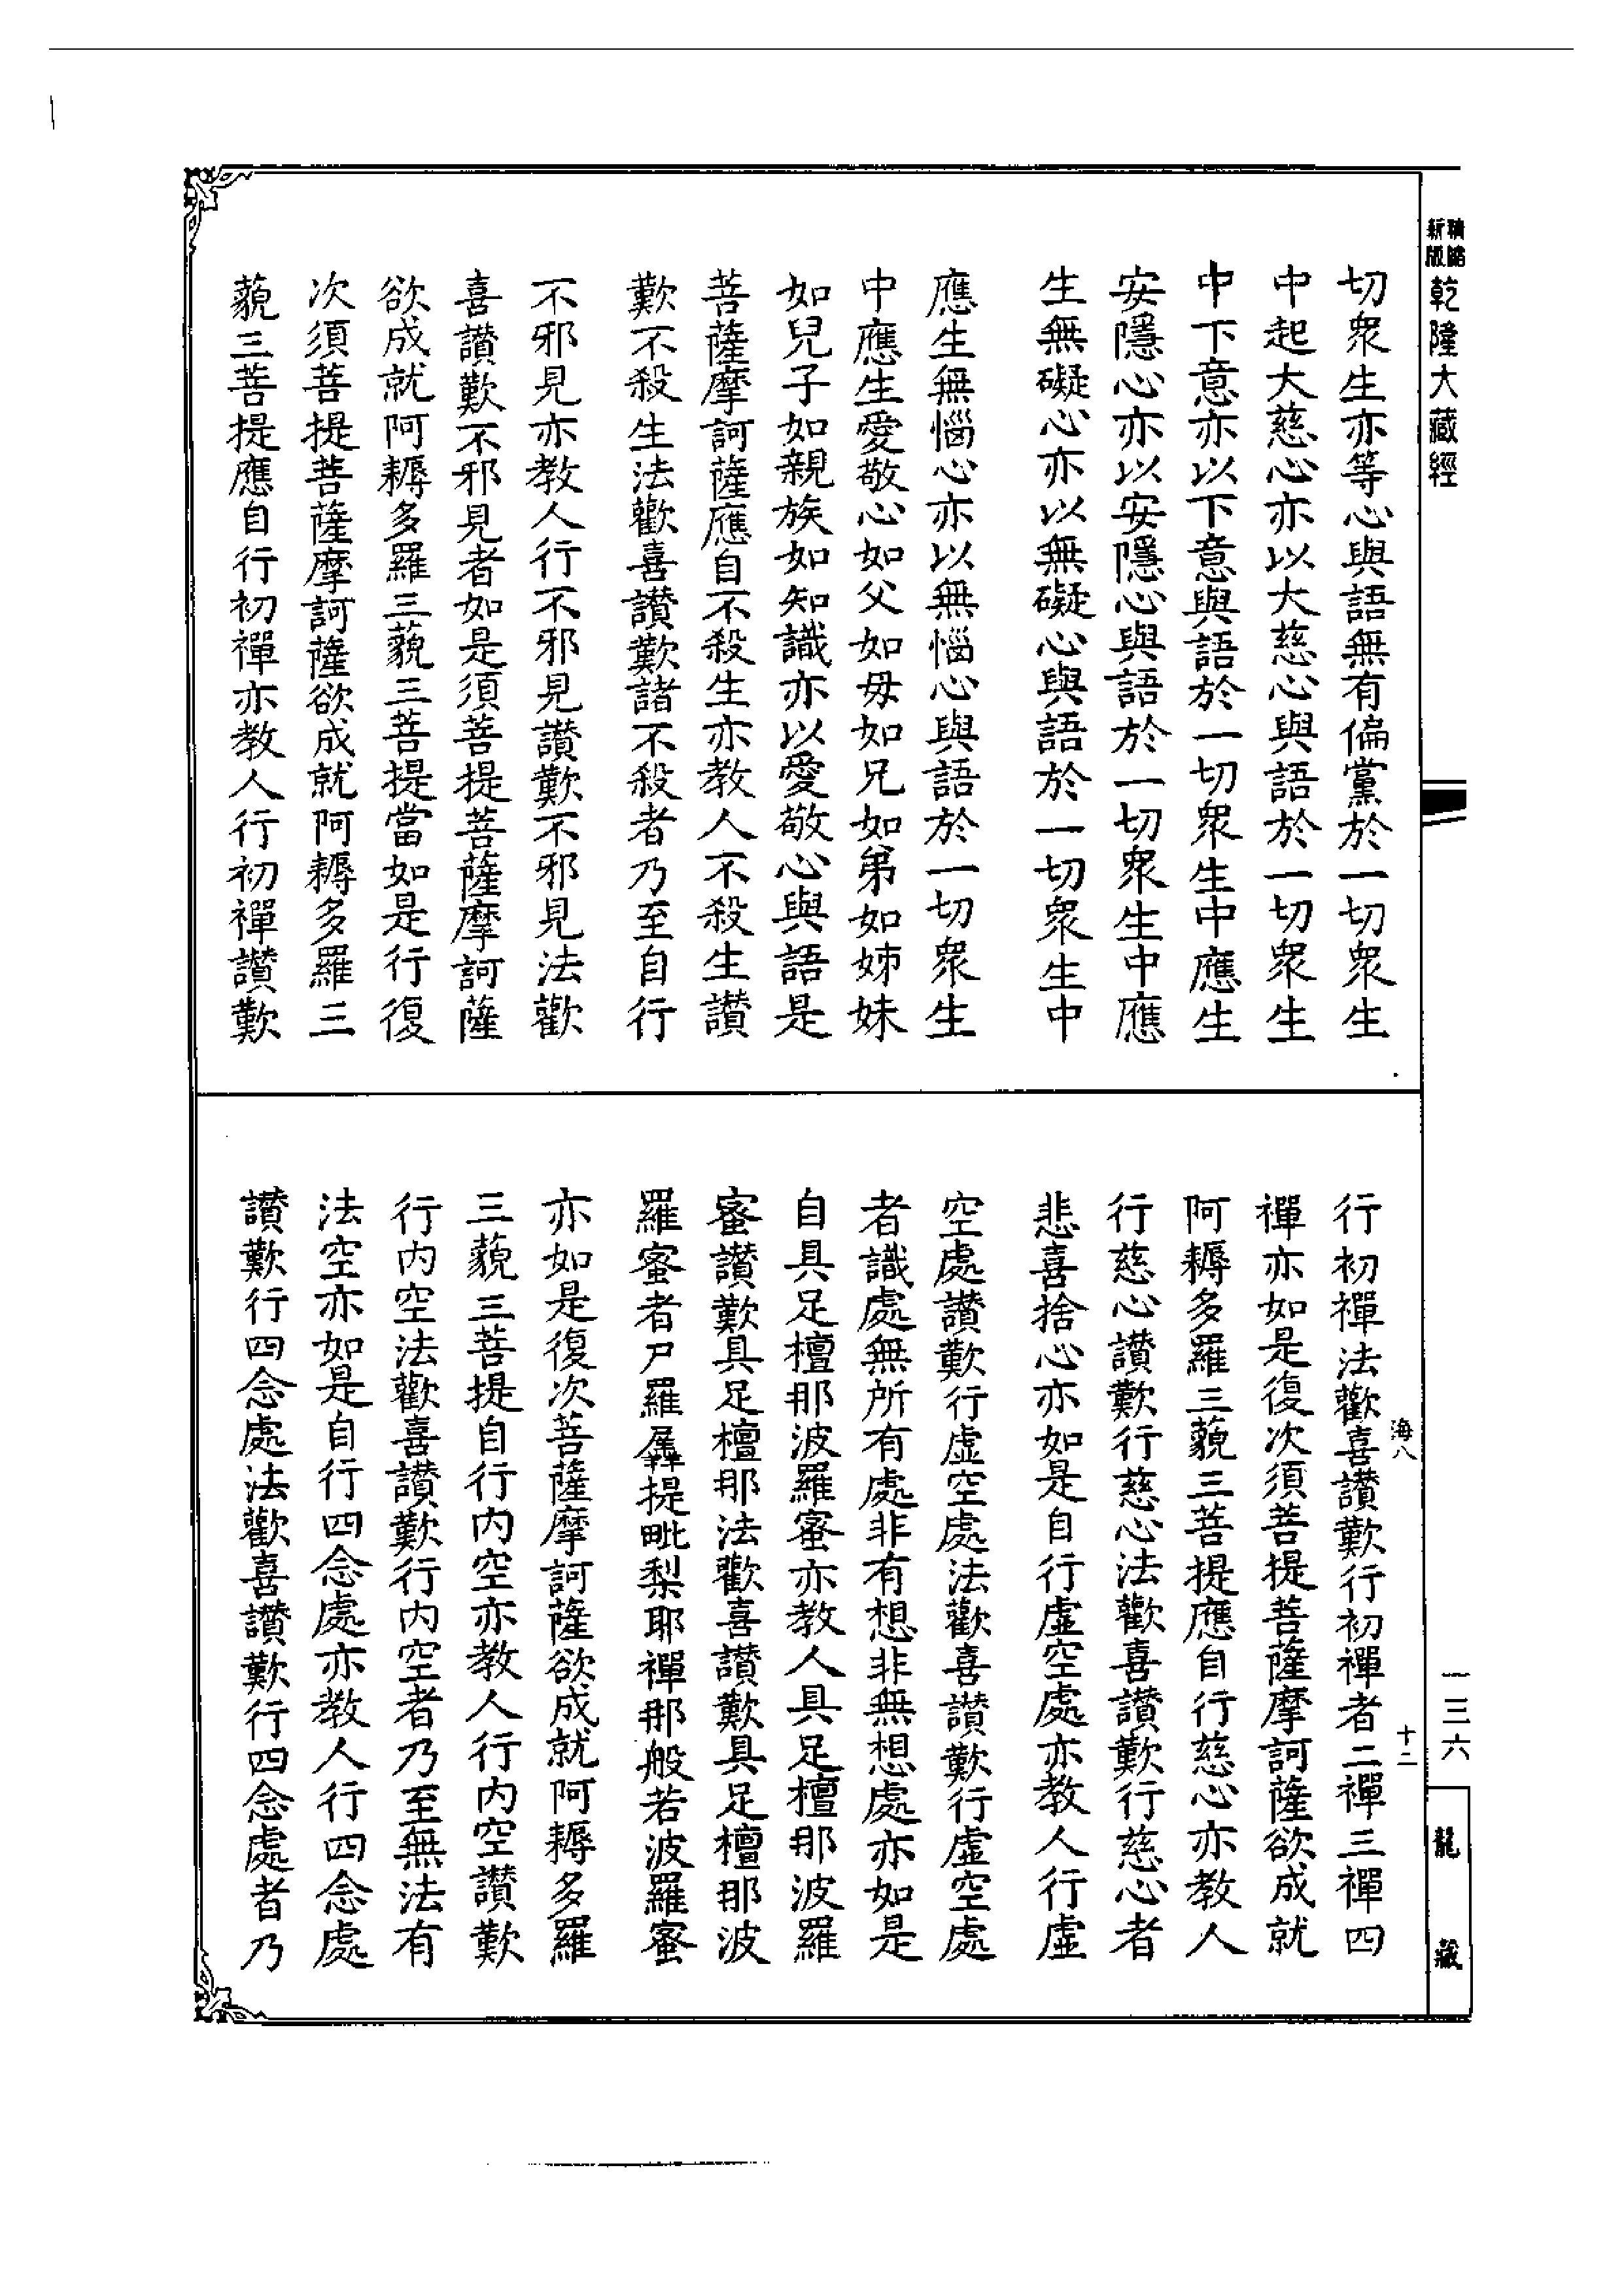 新版
乾隆大藏經
切衆生亦等心與語無有偏黨於一切衆生
中起大慈心亦以大慈心與語於一切衆生
中下意亦以下意與語於一切衆生中應生
安隱心亦以安隱心與語於一切衆生中應
生無礙心亦以無礙心與語於一切衆生中
應生無惱心亦以無惱心與語於一切衆生
中應生愛敬心如父如母如兄如弟如姊妹
如兒子如親族如知識亦以愛敬心與語是
菩薩摩訶薩應自不殺生亦教人不殺生讃
歎不殺生法歡喜讃歎諸不殺者乃至自行
不邪見亦教人行不邪見讃歎不邪見法歡
喜讃歎不邪見者如是須菩提菩薩摩訶薩
欲成就阿耨多羅三藐三菩提當如是行復
次須菩提菩薩摩訶薩欲成就阿耨多羅三
藐三菩提應自行初禪亦教人行初禪讃歎
行初禪法歡喜讃歎行初禪者二禪三禪四
禪亦如是復次須菩提菩薩摩訶薩欲成就
阿耨多羅三藐三菩提應自行慈心亦教人
行慈心讃歎行慈心法歡喜讃歎行慈心者
悲喜捨心亦如是自行虛空處亦教人行虛
空處讃歎行虛空處法歡喜讃歎行虛空處
者識處無所有處非有想非無想處亦如是
自具足檀那波羅蜜亦教人具足檀那波羅
蜜讃歎具足檀那法歡喜讃歎具足檀那波
羅蜜者尸羅羼提毗梨耶禪那般若波羅蜜
亦如是復次菩薩摩訶薩欲成就阿耨多羅
三藐三菩提自行內空亦教人行內空讃歎
行內空法歡喜讃歎行內空者乃至無法有
法空亦如是自行四念處亦教人行四念處
讃歎行四念處法歡喜讃歎行四念處者乃
海八
十二
一三六
龍藏